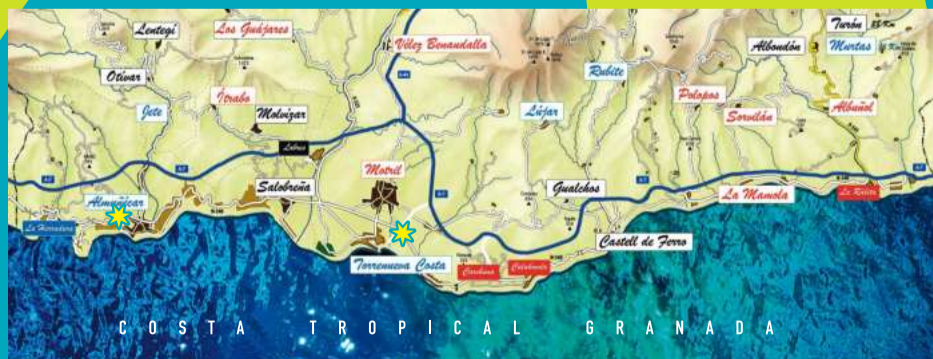 Lentegí
Los Guájares
Vélez Benaudalla
Turón
Murtas
Albondón
Otívar
Rubite
Ítrabo
Jete
Molvízar
Lújar
Polopos
Sorvilán
Albuñol
Lobres
Motril
Salobreña
Gualchos
La Mamola
La Rábita
Almuñécar
La Herradura
Castell de Ferro
Torrenueva Costa
Carchuna
Calahonda
COSTA TROPICAL GRANADA